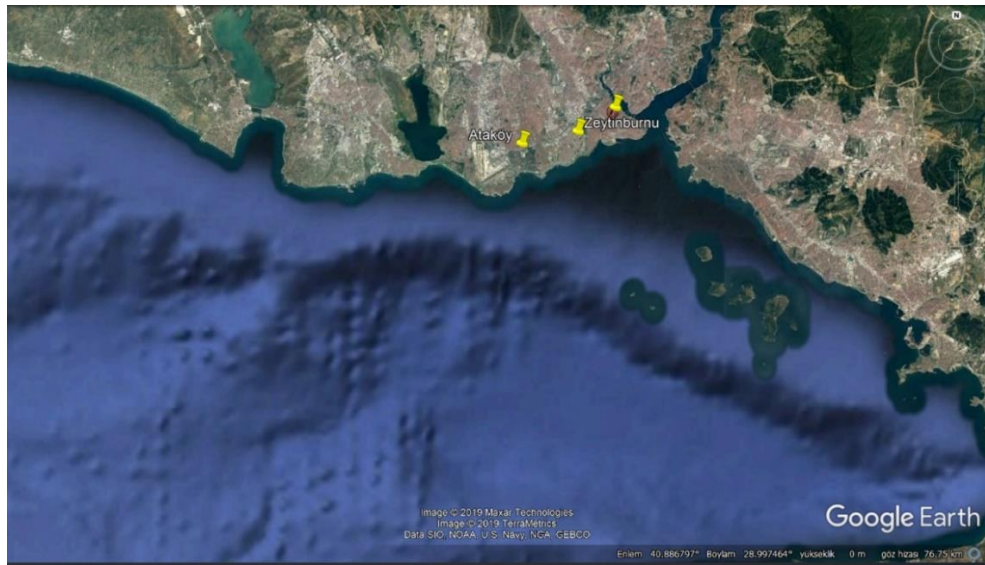 N
Ataköy
Zeytinburnu
Image © 2019 Maxar Technologies
Image © 2019 TerraMetrics
Data SIO, NOAA, U.S. Navy, NGA, GEBCO
Google Earth
Enlem 40.886797° Boylam 28.997464° yükseklik 0 m göz hizası 76.75 km